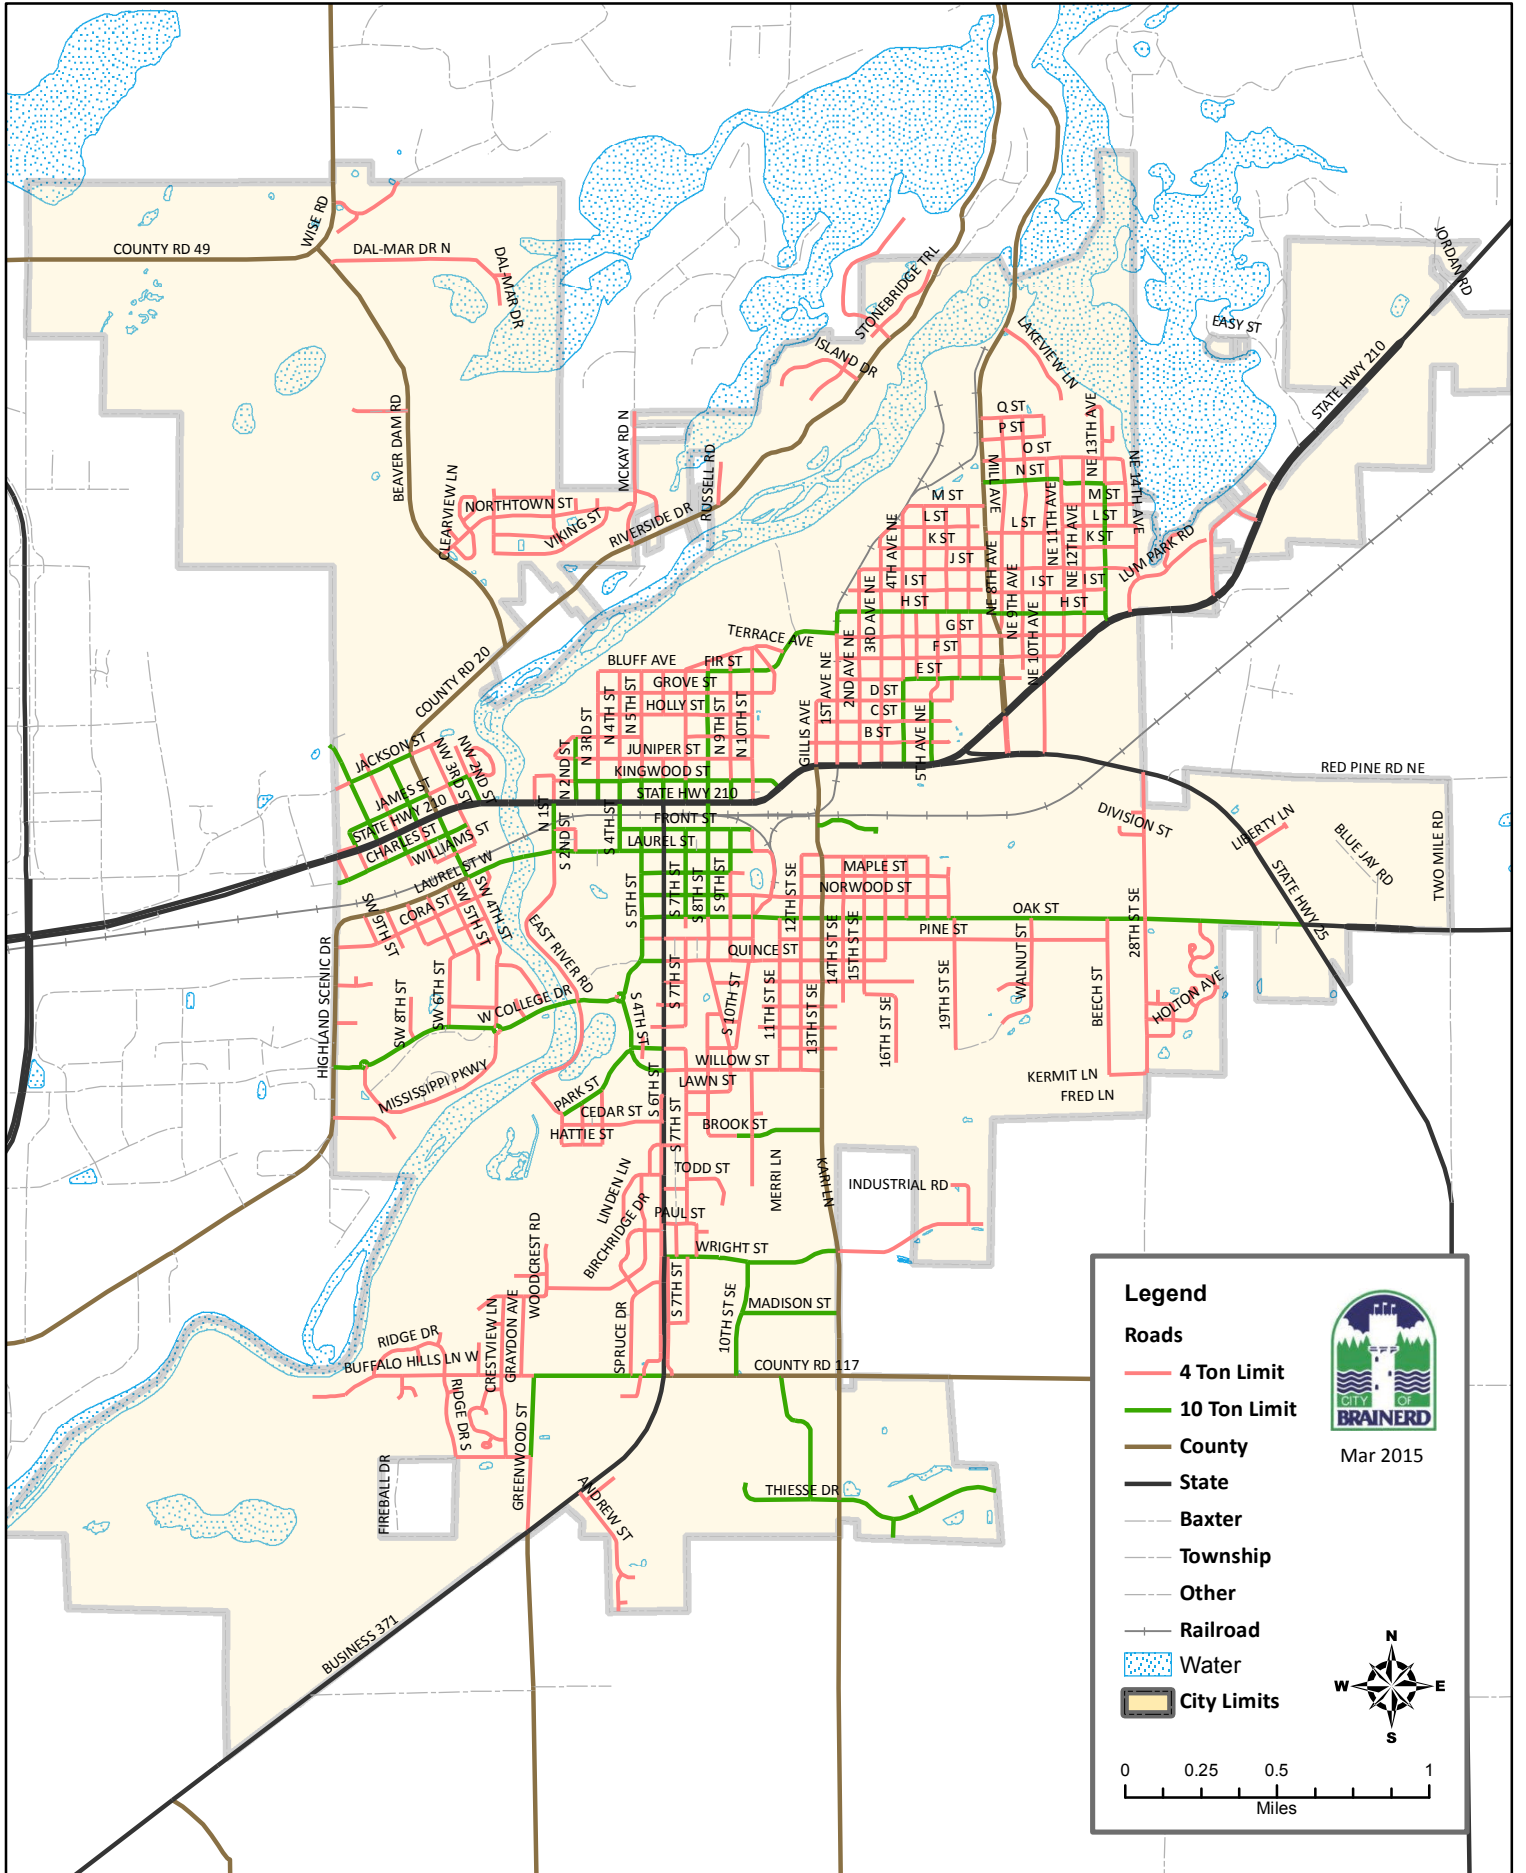 COUNTY RD 49
WISE RD
DAL-MAR DR N
DAL-MAR DR
STONEBRIDGE TRL
ISLAND DR
LAKEVIEW LN
JORDAN RD
EASY ST
STATE HWY 210
BEAVER DAM RD
CLEARVIEW LN
NORTHTOWN ST
VIKING ST
MCKAY RD N
RIVERSIDE DR
RUSSELL RD
Q ST
P ST
O ST
N ST
NE 13TH AVE
NE 14TH AVE
MILL AVE
M ST
M ST
L ST
L ST
L ST
K ST
K ST
J ST
I ST
I ST
I ST
H ST
H ST
G ST
F ST
E ST
D ST
C ST
B ST
4TH AVE NE
3RD AVE NE
2ND AVE NE
1ST AVE NE
GILLIS AVE
5TH AVE NE
NE 8TH AVE
NE 9TH AVE
NE 10TH AVE
NE 11TH AVE
NE 12TH AVE
LUM PARK RD
TERRACE AVE
BLUFF AVE
FIR ST
GROVE ST
HOLLY ST
JUNIPER ST
KINGWOOD ST
STATE HWY 210
FRONT ST
LAUREL ST
N 1ST
N 2ND ST
N 3RD ST
N 4TH ST
N 5TH ST
N 9TH ST
N 10TH ST
COUNTY RD 20
JACKSON ST
JAMES ST
STATE HWY 210
CHARLES ST
WILLIAMS ST
LAUREL ST W
NW 3RD ST
NW 2ND ST
CORA ST
SW 9TH ST
SW 5TH ST
SW 4TH ST
SW 8TH ST
SW 6TH ST
HIGHLAND SCENIC DR
W COLLEGE DR
MISSISSIPPI PKWY
EAST RIVER RD
S 2ND ST
S 4TH ST
S 5TH ST
S 7TH ST
S 8TH ST
S 9TH ST
S 7TH ST
S 10TH ST
S 4TH ST
S 6TH ST
S 7TH ST
S 7TH ST
MAPLE ST
NORWOOD ST
OAK ST
PINE ST
QUINCE ST
12TH ST SE
14TH ST SE
15TH ST SE
11TH ST SE
13TH ST SE
16TH ST SE
19TH ST SE
WALNUT ST
BEECH ST
28TH ST SE
HOLTON AVE
DIVISION ST
LIBERTY LN
BLUE JAY RD
TWO MILE RD
RED PINE RD NE
STATE HWY 25
KERMIT LN
FRED LN
WILLOW ST
LAWN ST
BROOK ST
PARK ST
CEDAR ST
HATTIE ST
TODD ST
MERRI LN
KARI LN
INDUSTRIAL RD
LINDEN LN
BIRCHRIDGE DR
PAUL ST
WRIGHT ST
MADISON ST
10TH ST SE
COUNTY RD 117
WOODCREST RD
SPRUCE DR
GRAYDON AVE
CRESTVIEW LN
RIDGE DR
BUFFALO HILLS LN W
RIDGE DR S
GREENWOOD ST
FIREBALL DR
ANDREW ST
THIESSE DR
BUSINESS 371
Legend
Roads
4 Ton Limit
10 Ton Limit
County
State
Baxter
Township
Other
Railroad
Water
City Limits
CITY OF
BRAINERD
Mar 2015
N
W E
S
0 0.25 0.5 1
Miles